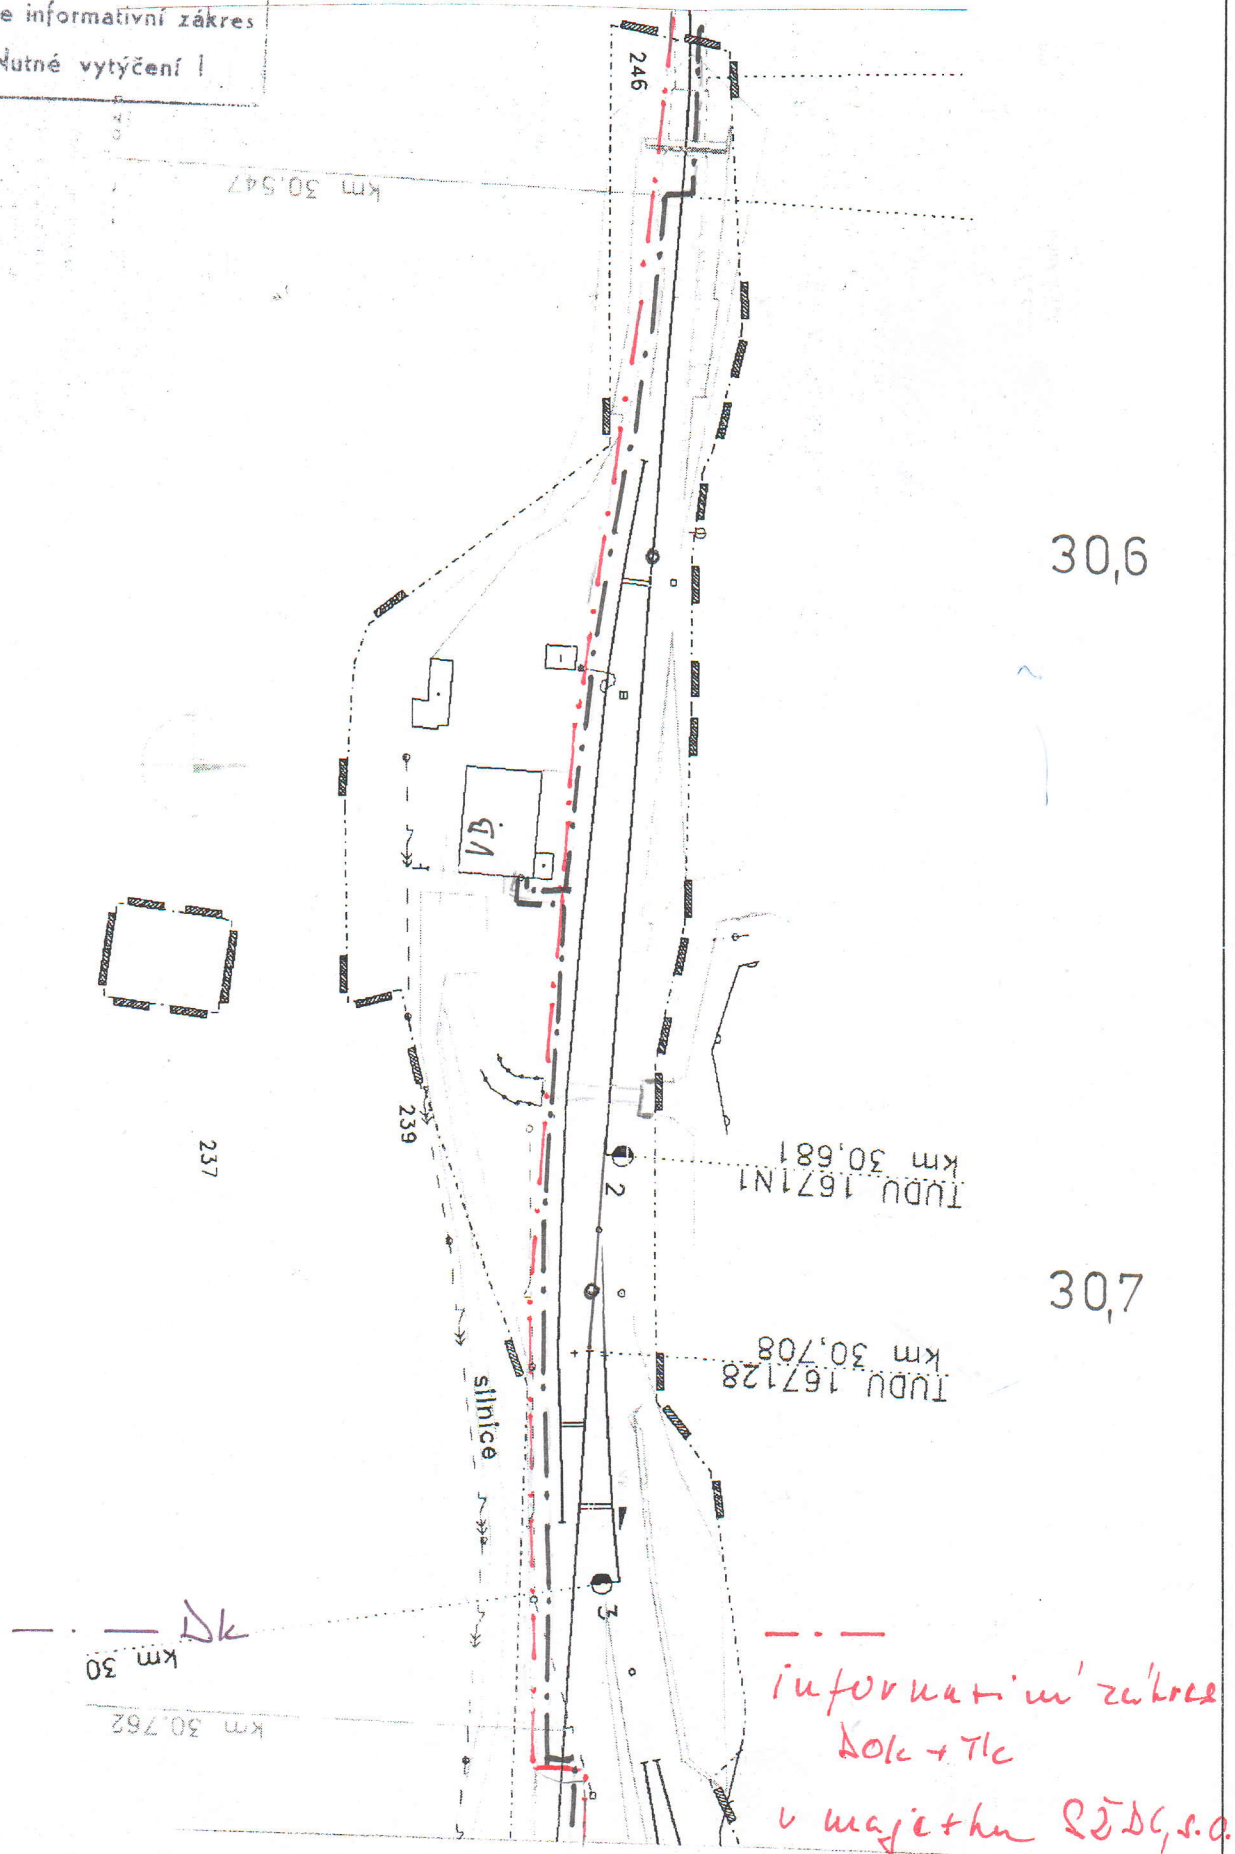 e informativní zákres
Nutné vytýčení !
246
km 30,547
30,6
VB
237
239
km 30,681
TUDU 1671N1
2
30,7
km 30,708
TUDU 167128
silnice
3
Dk
km 30
km 30,762
informativní zákres
DOK + TK
v majetku SŽDC, s.o.